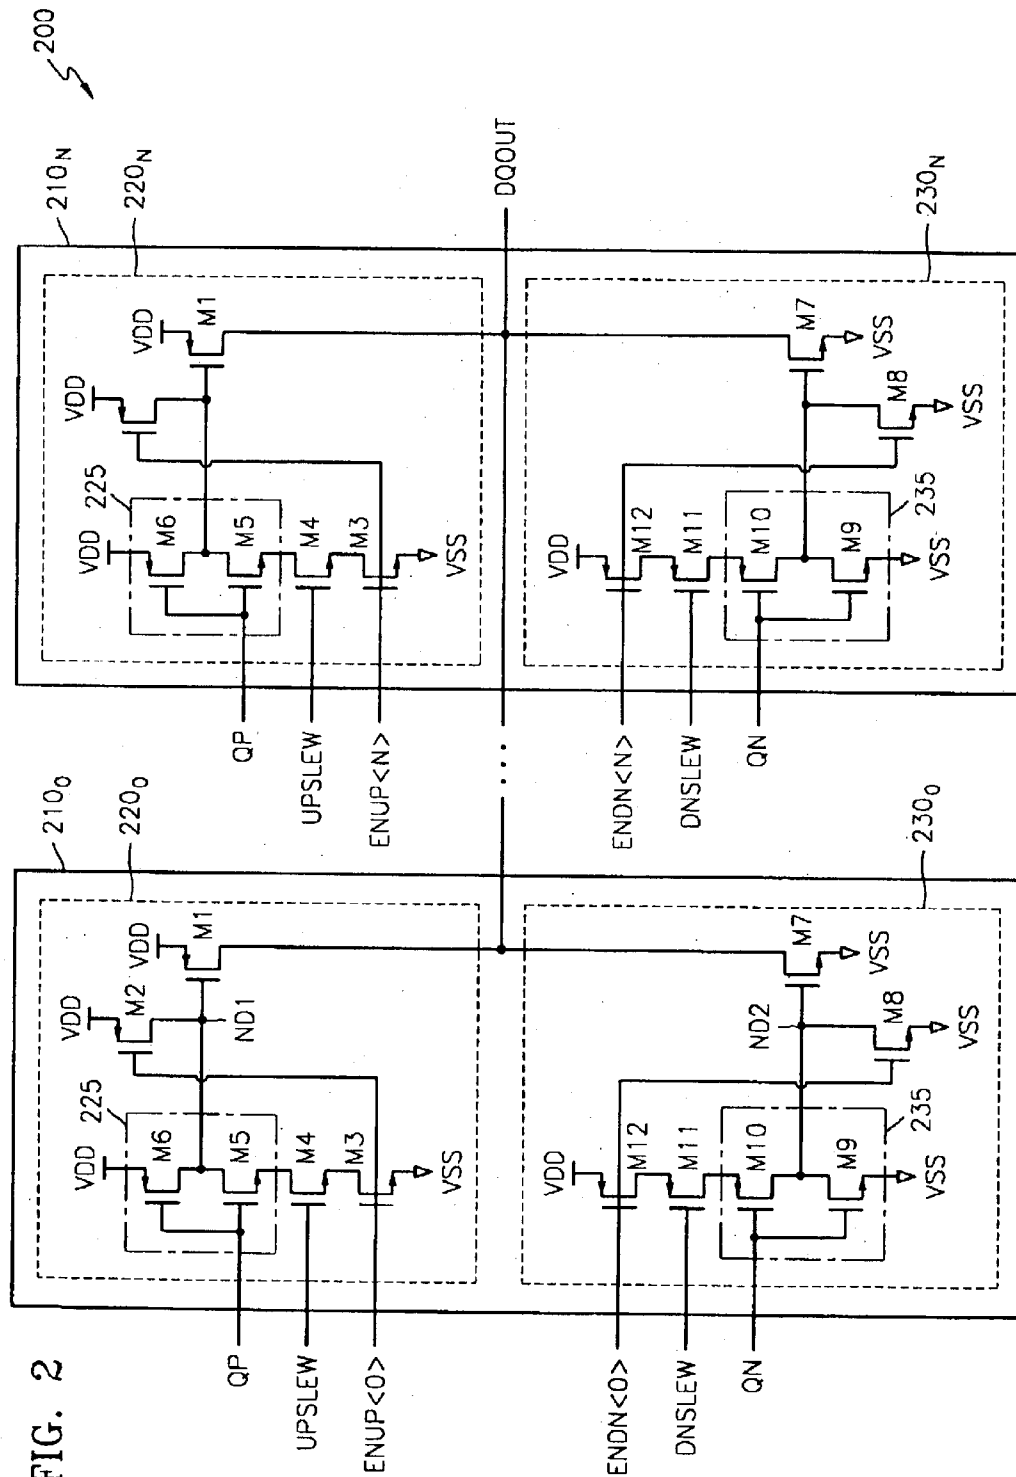 FIG. 2
200
210₀
220₀
VDD
VDD
VDD
M2
M1
225
M6
ND1
M5
M4
M3
VSS
QP
UPSLEW
ENUP<0>
230₀
ENDN<0>
DNSLEW
QN
VDD
M12
M11
M10
M9
ND2
M7
VSS
M8
VSS
235
VSS
210N
220N
VDD
VDD
VDD
M1
225
M6
M5
M4
M3
VSS
QP
UPSLEW
ENUP<N>
DQOUT
230N
ENDN<N>
DNSLEW
QN
VDD
M12
M11
M10
M9
M7
VSS
M8
VSS
235
VSS